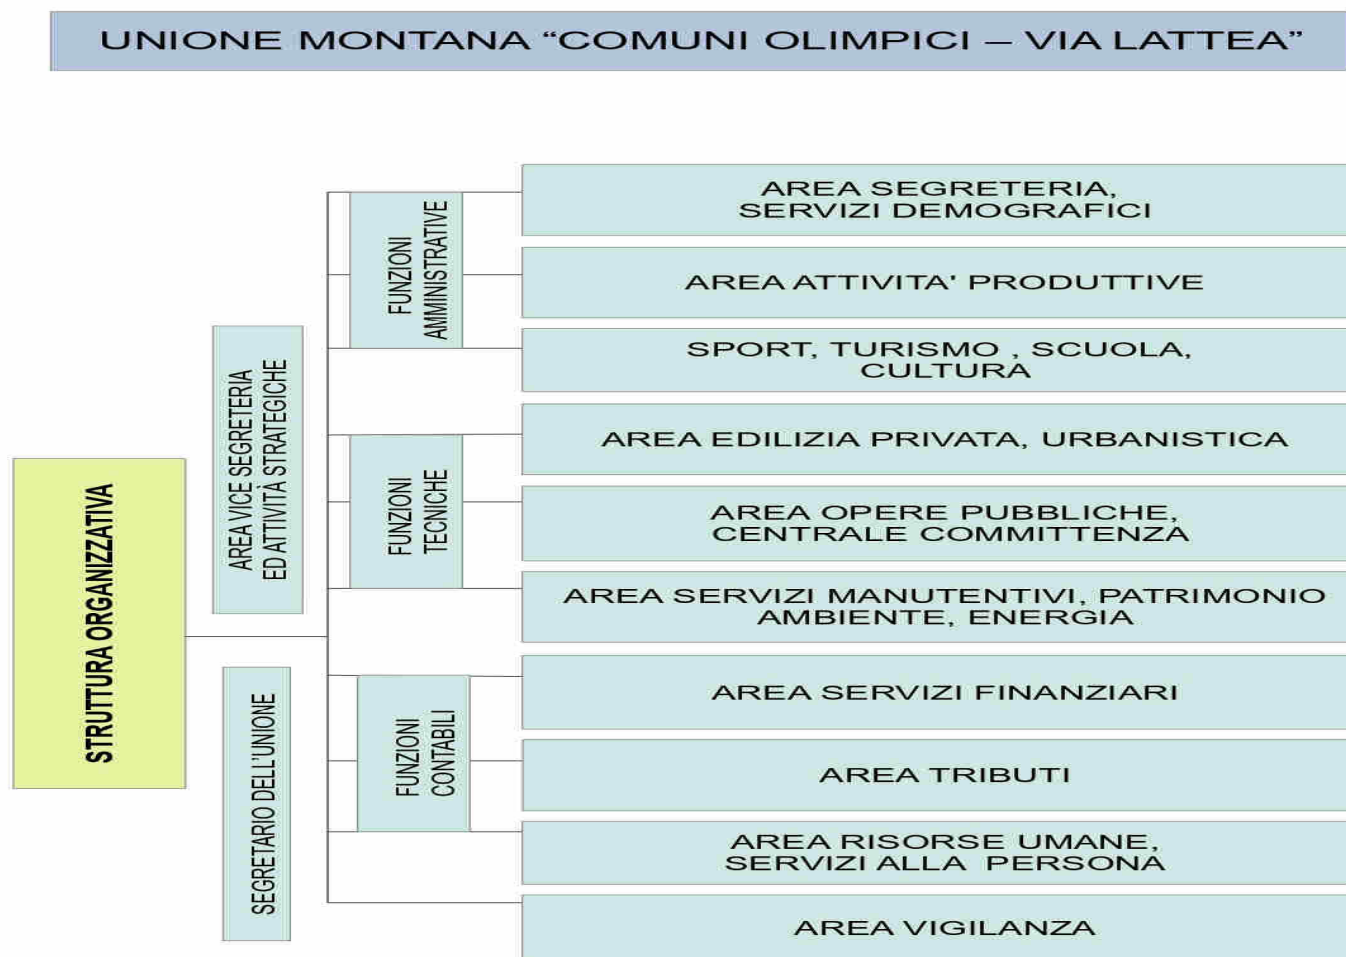 UNIONE MONTANA “COMUNI OLIMPICI – VIA LATTEA”
STRUTTURA ORGANIZZATIVA
AREA VICE SEGRETERIA
ED ATTIVITÀ STRATEGICHE
SEGRETARIO DELL'UNIONE
FUNZIONI
AMMINISTRATIVE
AREA SEGRETERIA,
SERVIZI DEMOGRAFICI
AREA ATTIVITA' PRODUTTIVE
SPORT, TURISMO , SCUOLA,
CULTURA
FUNZIONI
TECNICHE
AREA EDILIZIA PRIVATA, URBANISTICA
AREA OPERE PUBBLICHE,
CENTRALE COMMITTENZA
AREA SERVIZI MANUTENTIVI, PATRIMONIO
AMBIENTE, ENERGIA
FUNZIONI
CONTABILI
AREA SERVIZI FINANZIARI
AREA TRIBUTI
AREA RISORSE UMANE,
SERVIZI ALLA  PERSONA
AREA VIGILANZA